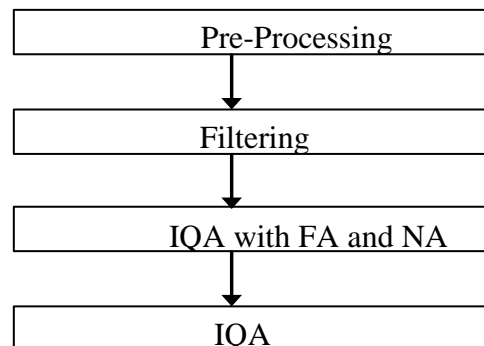 Pre-Processing
Filtering
IQA with FA and NA
IQA